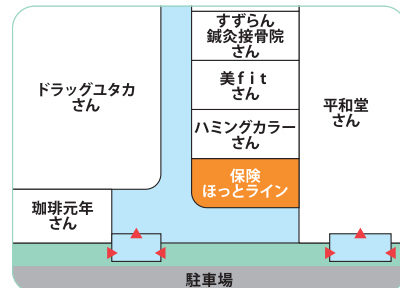 すずらん
鍼灸接骨院
さん
ドラッグユタカ
さん
美fit
さん
平和堂
さん
ハミングカラー
さん
保険
ほっとライン
珈琲元年
さん
駐車場